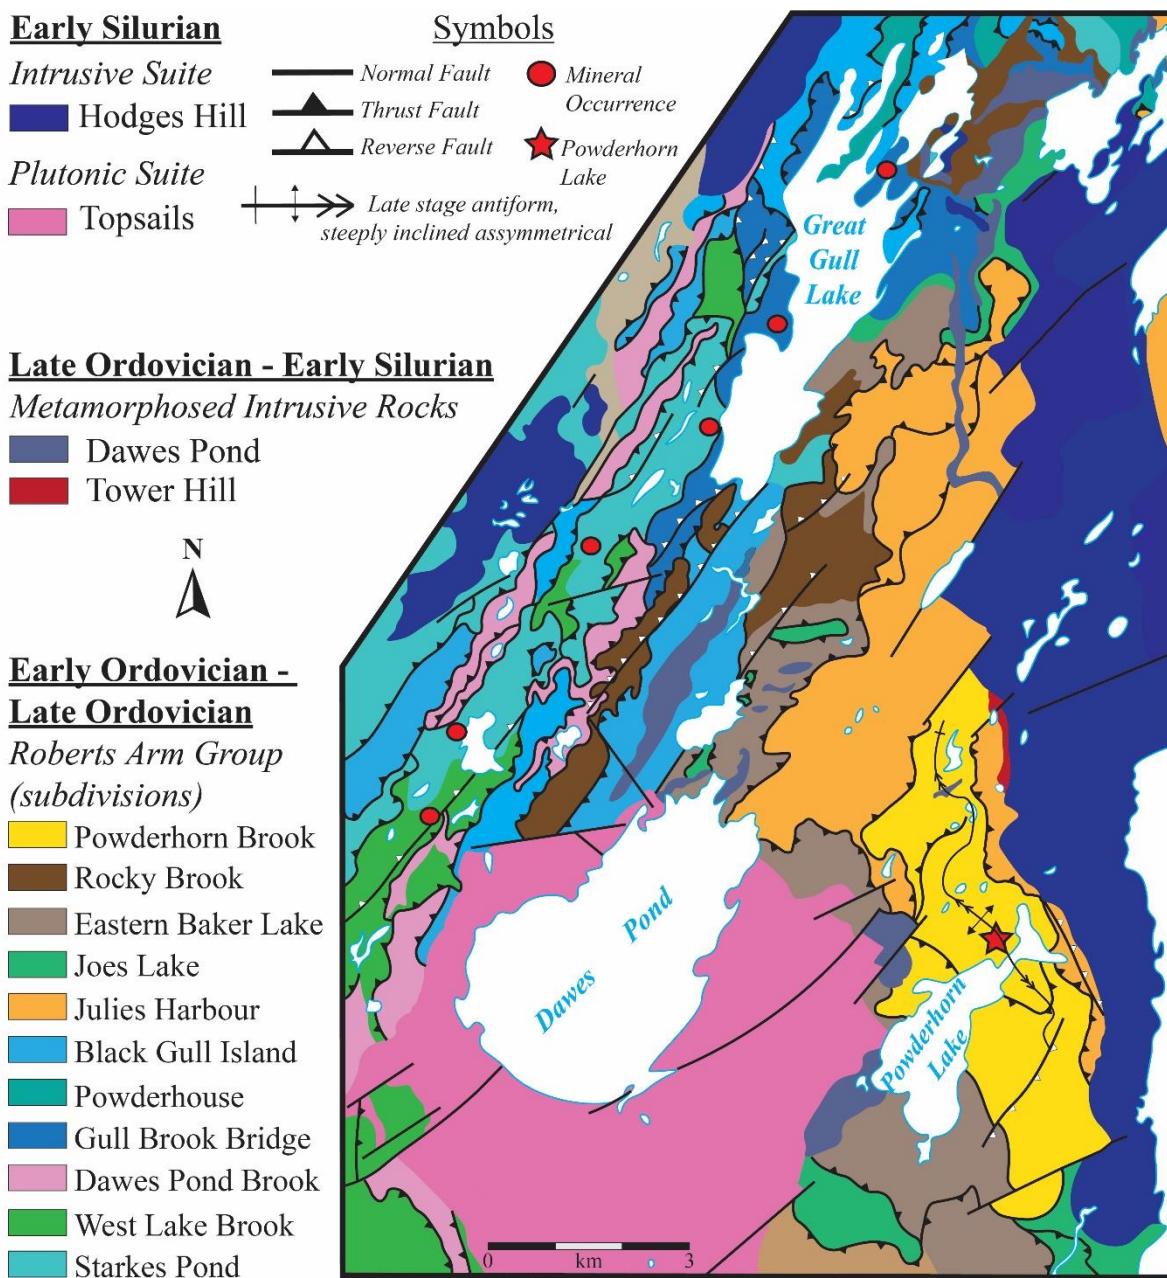 Early Silurian
Intrusive Suite
Hodges Hill
Plutonic Suite
Topsails
Symbols
Normal Fault
Thrust Fault
Reverse Fault
Mineral
Occurrence
Powderhorn
Lake
Late stage antiform,
steeply inclined assymmetrical
Late Ordovician - Early Silurian
Metamorphosed Intrusive Rocks
Dawes Pond
Tower Hill
N
Early Ordovician -
Late Ordovician
Roberts Arm Group
(subdivisions)
Powderhorn Brook
Rocky Brook
Eastern Baker Lake
Joes Lake
Julies Harbour
Black Gull Island
Powderhouse
Gull Brook Bridge
Dawes Pond Brook
West Lake Brook
Starkes Pond
Great
Gull
Lake
Dawes
Pond
Powderhorn
Lake
0 km 3